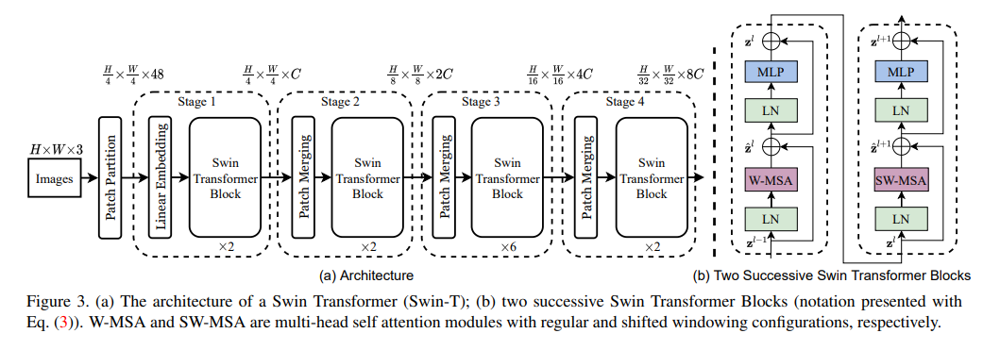 H/4 × W/4 × 48
H/4 × W/4 × C
H/8 × W/8 × 2C
H/16 × W/16 × 4C
H/32 × W/32 × 8C
Stage 1
Stage 2
Stage 3
Stage 4
H×W×3
Images
Patch Partition
Linear Embedding
Swin
Transformer
Block
×2
Patch Merging
Swin
Transformer
Block
×2
Patch Merging
Swin
Transformer
Block
×6
Patch Merging
Swin
Transformer
Block
×2
(a) Architecture
z^l
MLP
LN
ẑ^l
W-MSA
LN
z^{l-1}
z^{l+1}
MLP
LN
ẑ^{l+1}
SW-MSA
LN
z^l
(b) Two Successive Swin Transformer Blocks
Figure 3. (a) The architecture of a Swin Transformer (Swin-T); (b) two successive Swin Transformer Blocks (notation presented with
Eq. (3)). W-MSA and SW-MSA are multi-head self attention modules with regular and shifted windowing configurations, respectively.